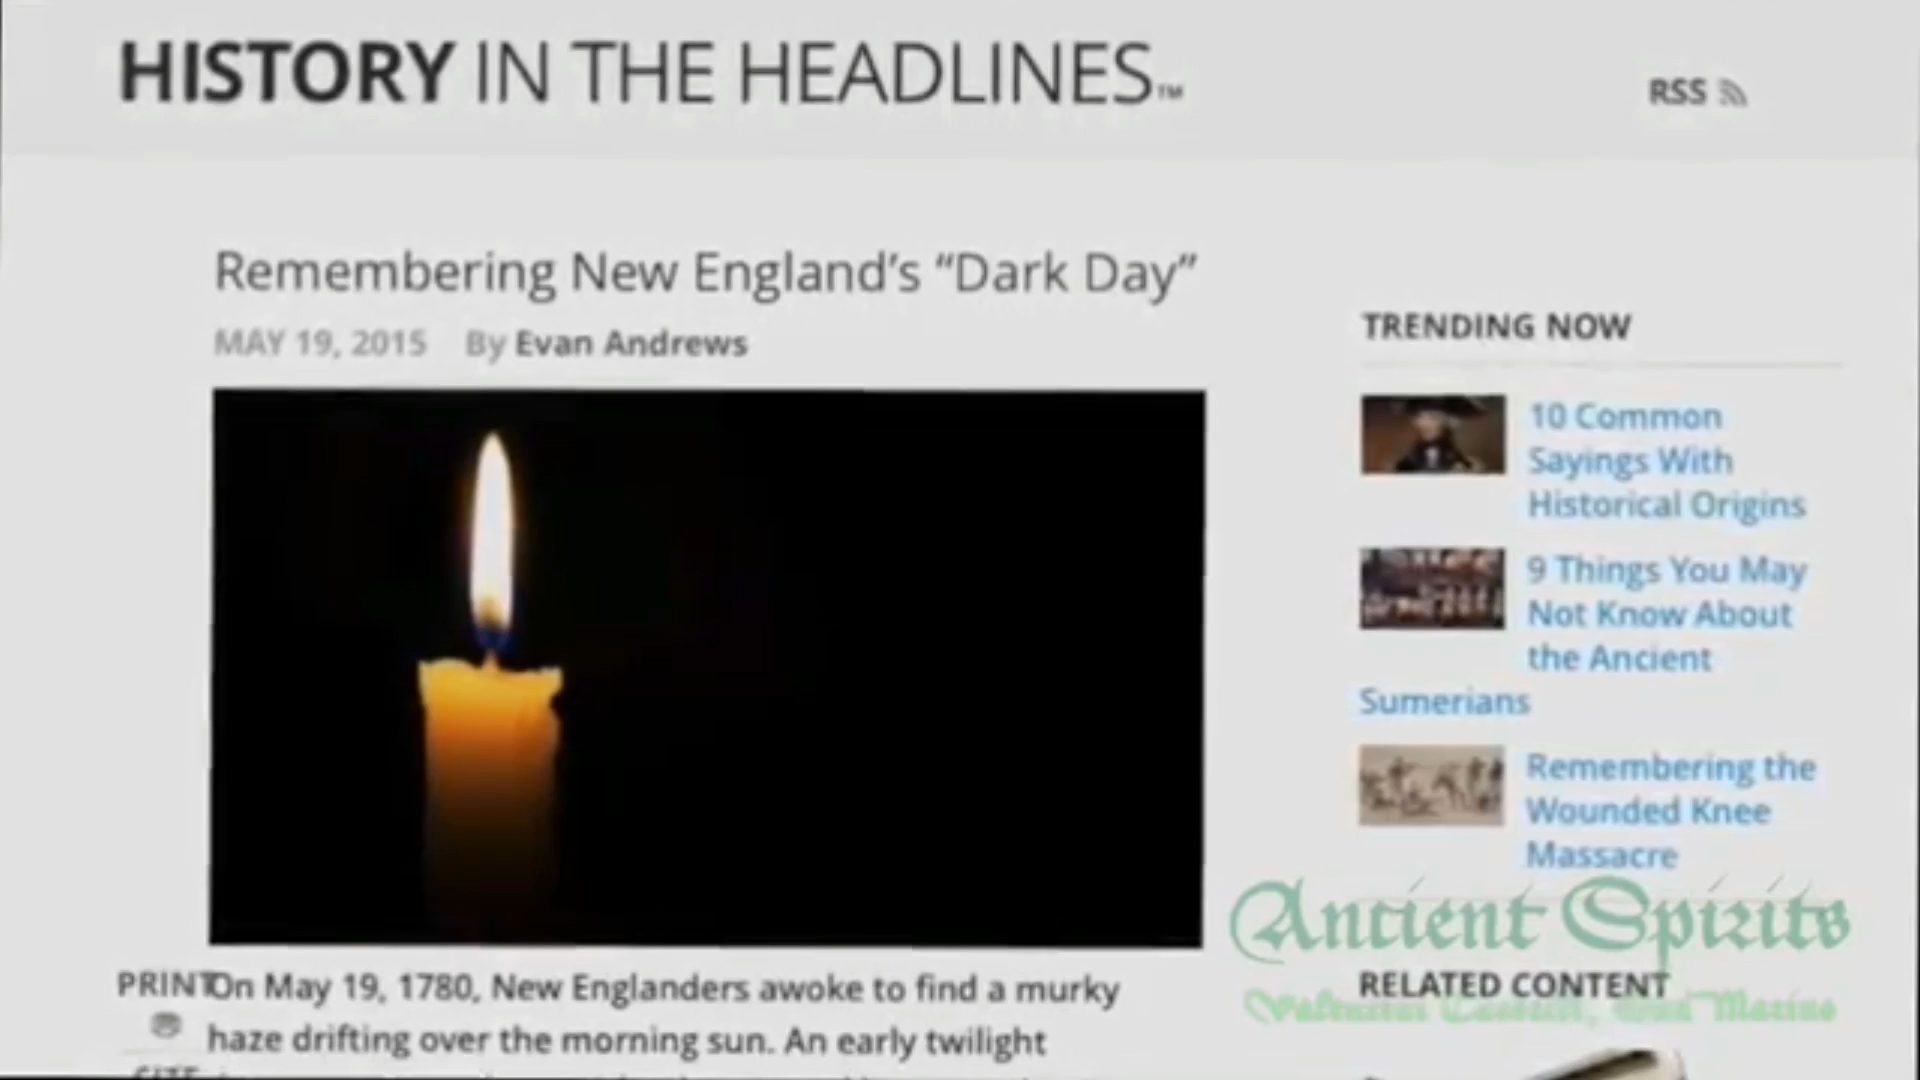 HISTORY IN THE HEADLINES™
RSS
Remembering New England’s “Dark Day”
MAY 19, 2015 By Evan Andrews
TRENDING NOW
10 Common
Sayings With
Historical Origins
9 Things You May
Not Know About
the Ancient
Sumerians
Remembering the
Wounded Knee
Massacre
Ancient Spirits
RELATED CONTENT
PRINT
On May 19, 1780, New Englanders awoke to find a murky
haze drifting over the morning sun. An early twilight